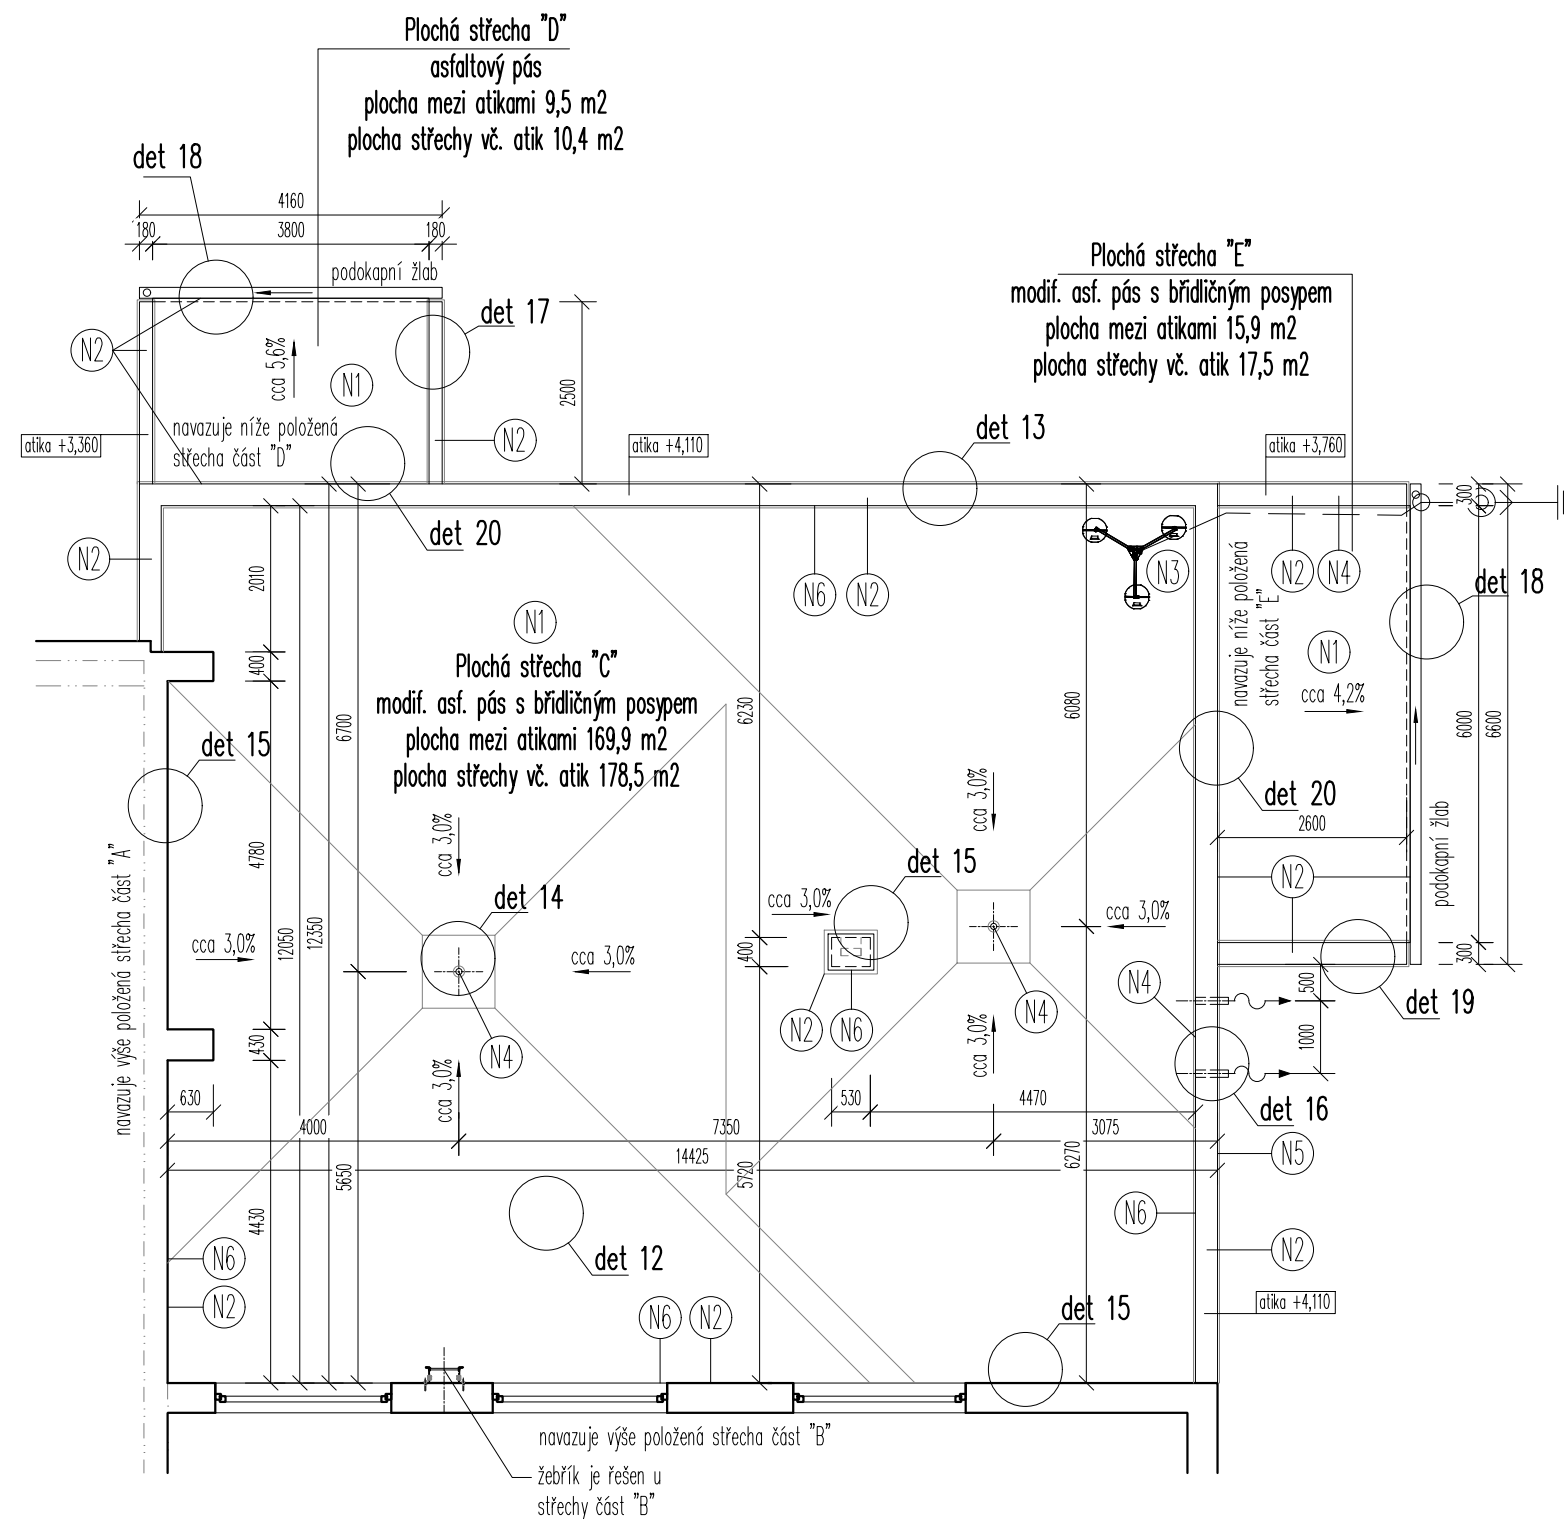 Plochá střecha "D"
asfaltový pás
plocha mezi atikami 9,5 m2
plocha střechy vč. atik 10,4 m2
det 18
4160
180
3800
180
podokapní žlab
det 17
N2
cca 5,6%
N1
2500
navazuje níže položená
střecha část "D"
N2
atika +3,360
Plochá střecha "E"
modif. asf. pás s břidličným posypem
plocha mezi atikami 15,9 m2
plocha střechy vč. atik 17,5 m2
det 13
atika +4,110
atika +3,760
300
det 20
N2
2010
N6
N2
N3
navazuje níže položená
střecha část "E"
N2
N4
det 18
N1
N1
cca 4,2%
400
Plochá střecha "C"
modif. asf. pás s břidličným posypem
plocha mezi atikami 169,9 m2
plocha střechy vč. atik 178,5 m2
6700
6230
6080
6000
6600
det 15
det 20
2600
podokapní žlab
cca 3,0%
cca 3,0%
4780
12050
12350
navazuje výše položená střecha část "A"
det 14
det 15
N2
cca 3,0%
cca 3,0%
cca 3,0%
cca 3,0%
400
300
N4
500
det 19
N4
N2
N6
N4
430
1000
cca 3,0%
cca 3,0%
630
530
4470
det 16
4000
7350
3075
14425
5650
5720
6270
N5
4430
N6
N6
N2
det 12
N2
N6
N2
det 15
atika +4,110
navazuje výše položená střecha část "B"
žebřík je řešen u
střechy část "B"